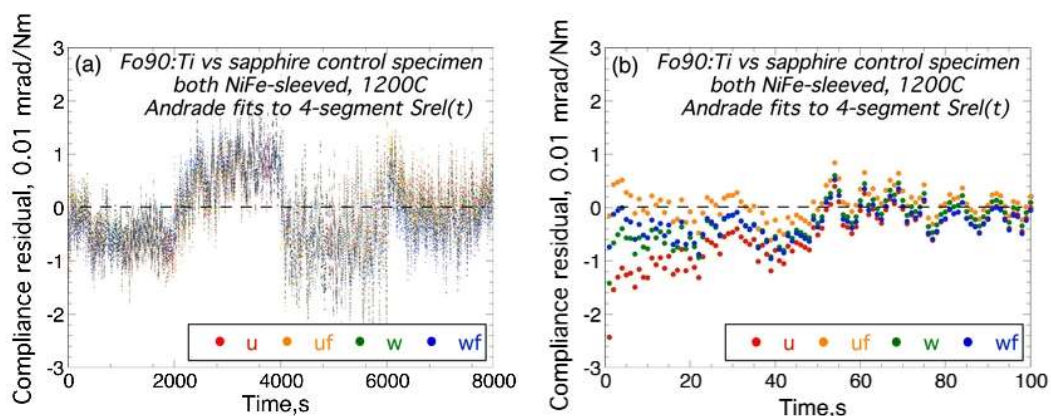 (a) Fo90:Ti vs sapphire control specimen
both NiFe-sleeved, 1200C
Andrade fits to 4-segment Srel(t)
Compliance residual, 0.01 mrad/Nm
3
2
1
0
-1
-2
-3
u uf w wf
0 2000 4000 6000 8000
Time,s
(b) Fo90:Ti vs sapphire control specimen
both NiFe-sleeved, 1200C
Andrade fits to 4-segment Srel(t)
Compliance residual, 0.01 mrad/Nm
3
2
1
0
-1
-2
-3
u uf w wf
0 20 40 60 80 100
Time,s